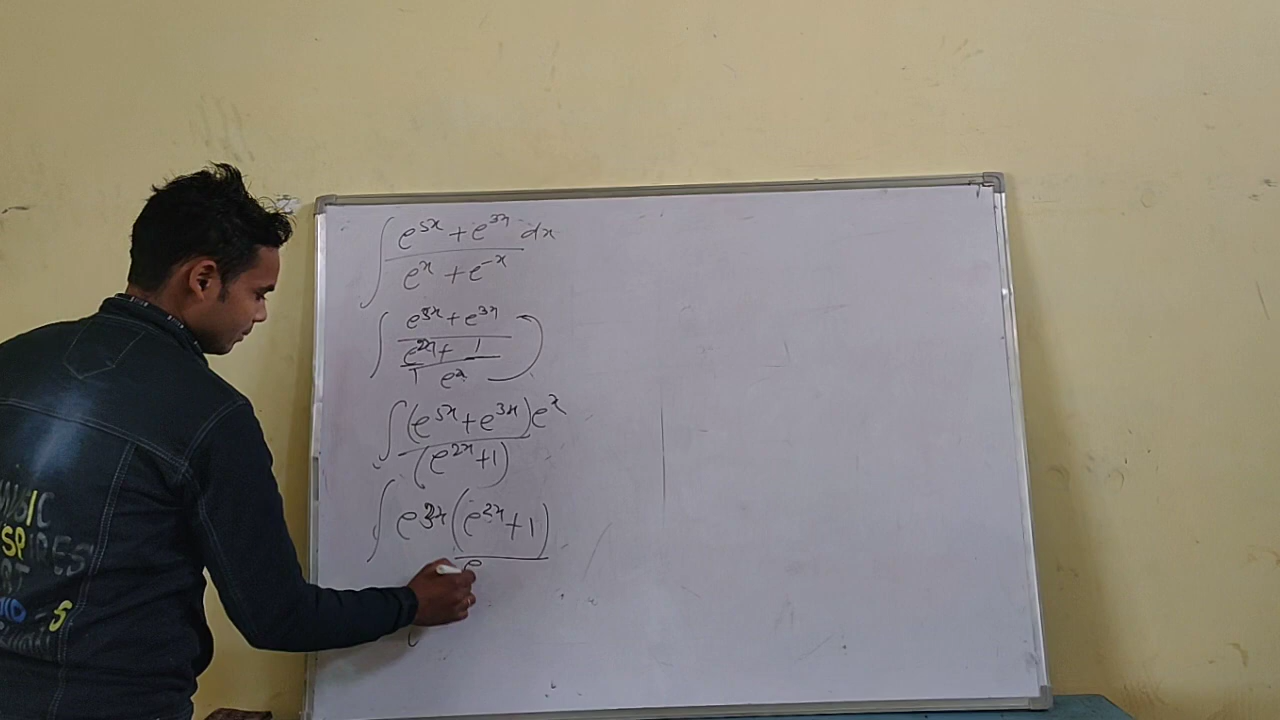 ∫ (e^{5x} + e^{3x})/(e^x + e^{-x}) dx
∫ (e^{5x} + e^{3x})/((e^{2x} + 1)/(e^x))
∫ (e^{5x} + e^{3x})e^x/(e^{2x} + 1)
∫ e^{3x}(e^{2x} + 1)/e